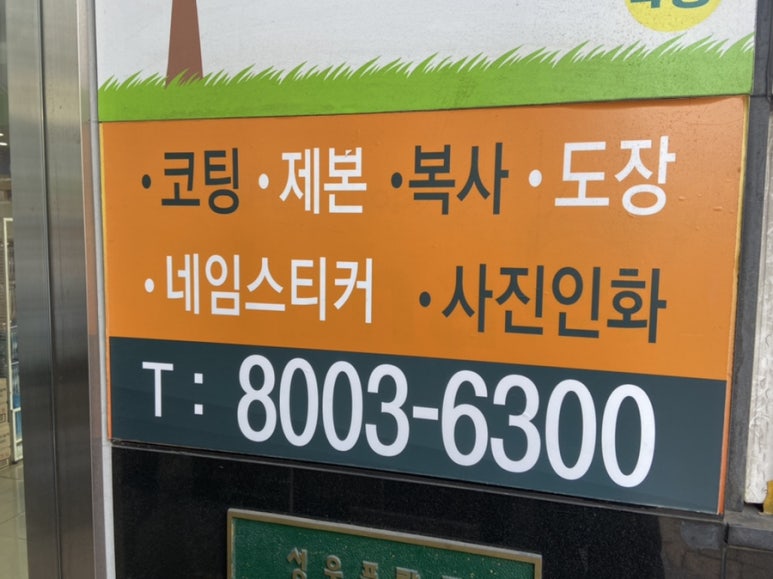 ·코팅 ·제본 ·복사 ·도장
·네임스티커 ·사진인화
T : 8003-6300